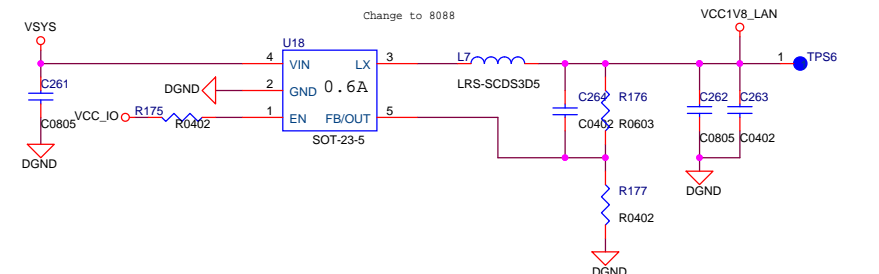 Change to 8088
VSYS
VCC1V8_LAN
U18
4 VIN LX 3
L7
1 TPS6
C261
DGND
2 GND 0.6A
LRS-SCDS3D5
C264
R176
C262
C263
VCC_IO
R175
R0402
1 EN FB/OUT 5
C0805
C0402
R0603
C0805
C0402
SOT-23-5
DGND
DGND
R177
R0402
DGND